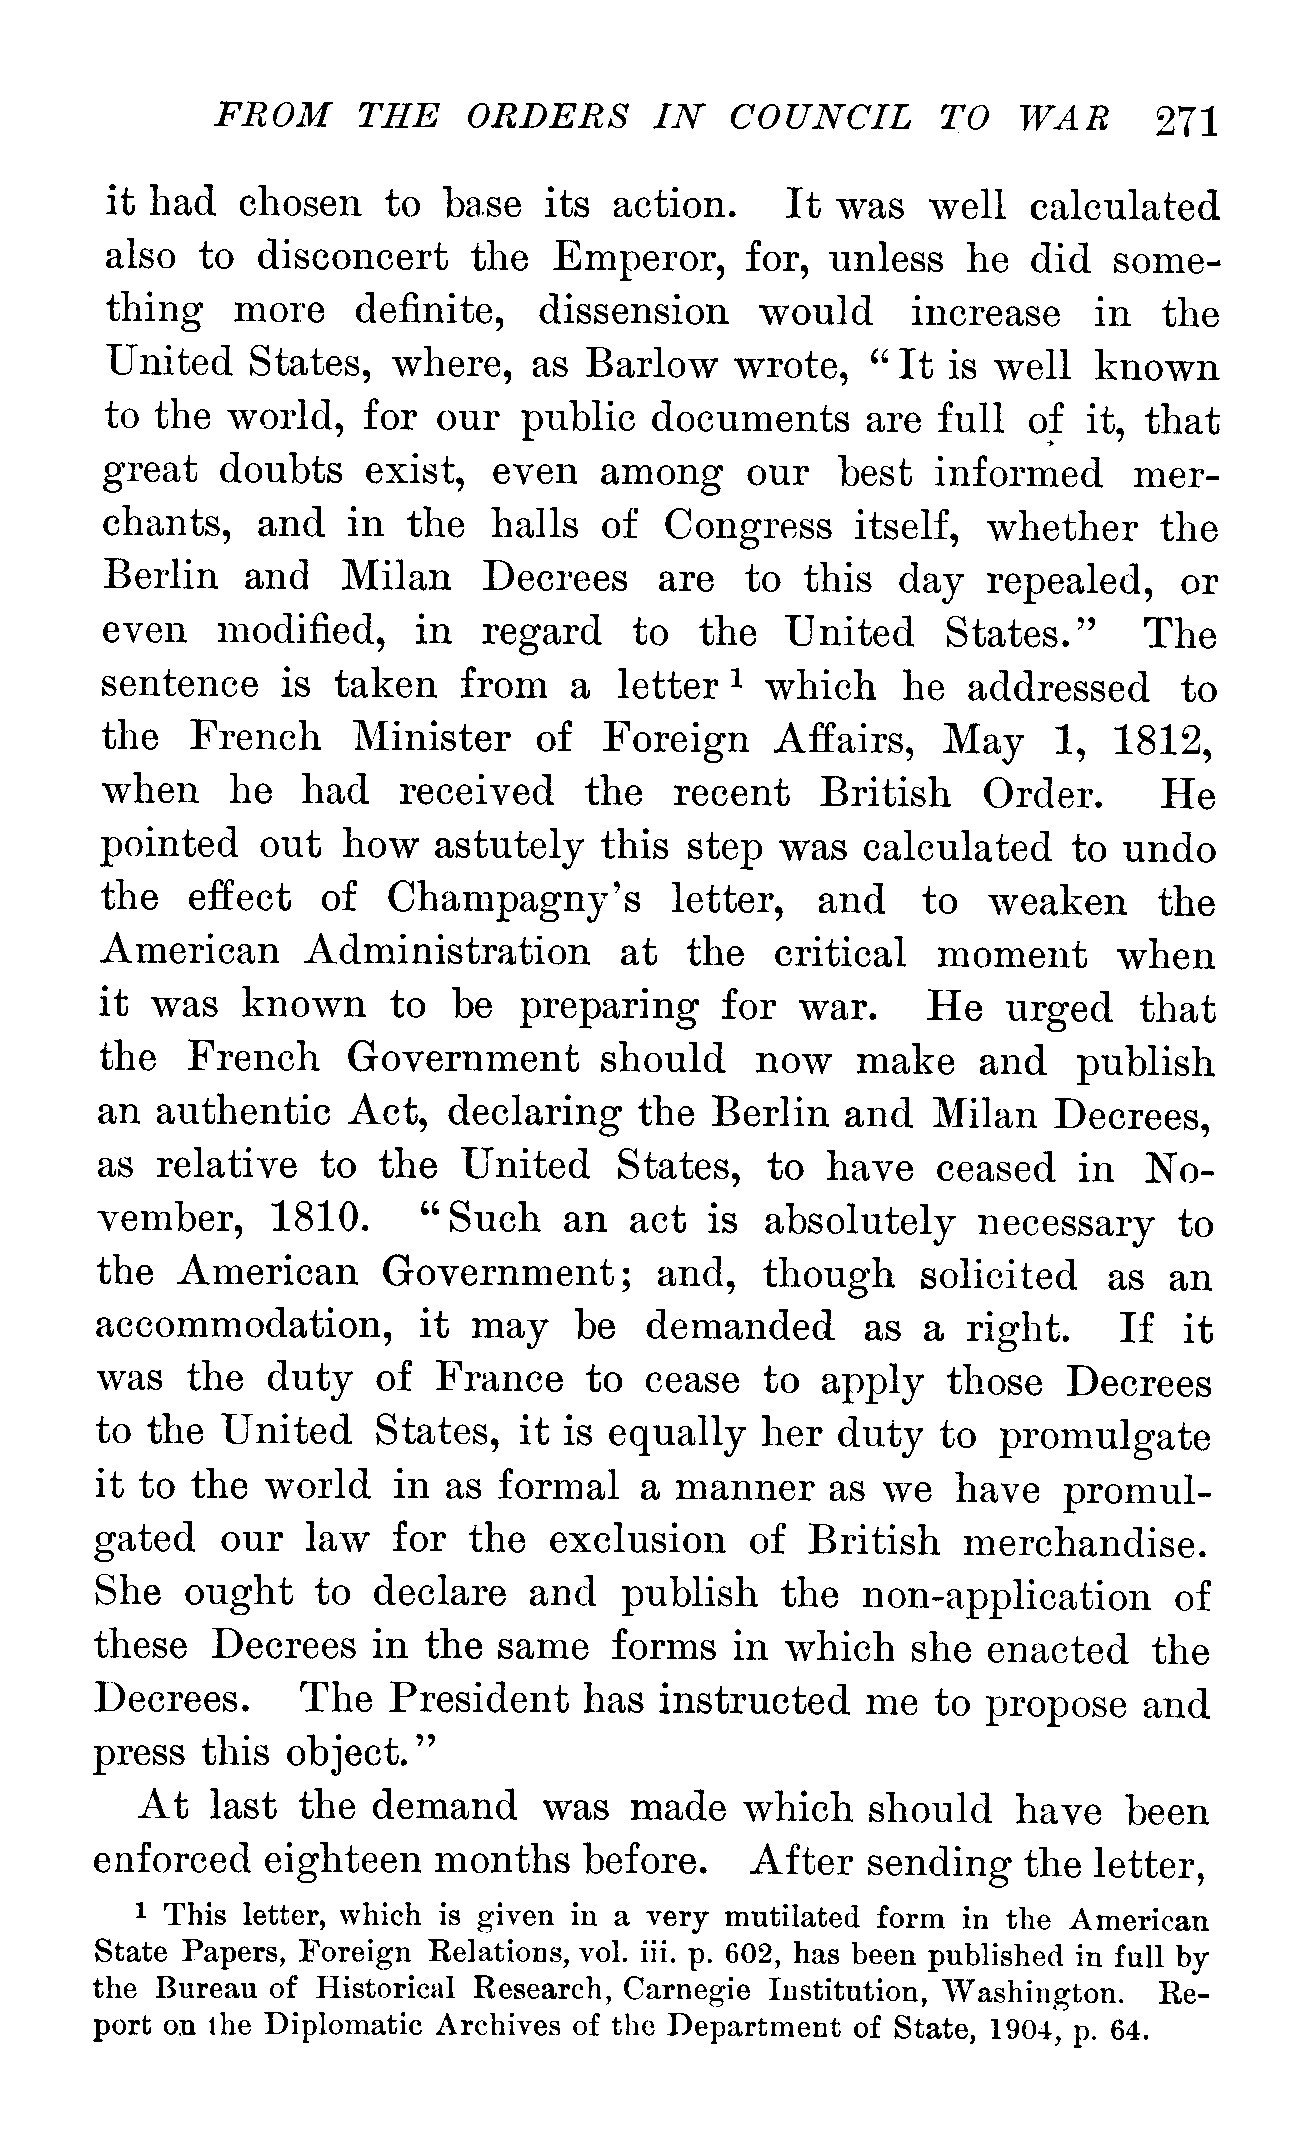 FROM THE ORDERS IN COUNCIL TO WAR 271
it had chosen to base its action. It was well calculated
also to disconcert the Emperor, for, unless he did some-
thing more definite, dissension would increase in the
United States, where, as Barlow wrote, “It is well known
to the world, for our public documents are full of it, that
great doubts exist, even among our best informed mer-
chants, and in the halls of Congress itself, whether the
Berlin and Milan Decrees are to this day repealed, or
even modified, in regard to the United States.” The
sentence is taken from a letter ¹ which he addressed to
the French Minister of Foreign Affairs, May 1, 1812,
when he had received the recent British Order. He
pointed out how astutely this step was calculated to undo
the effect of Champagny's letter, and to weaken the
American Administration at the critical moment when
it was known to be preparing for war. He urged that
the French Government should now make and publish
an authentic Act, declaring the Berlin and Milan Decrees,
as relative to the United States, to have ceased in No-
vember, 1810. “Such an act is absolutely necessary to
the American Government; and, though solicited as an
accommodation, it may be demanded as a right. If it
was the duty of France to cease to apply those Decrees
to the United States, it is equally her duty to promulgate
it to the world in as formal a manner as we have promul-
gated our law for the exclusion of British merchandise.
She ought to declare and publish the non-application of
these Decrees in the same forms in which she enacted the
Decrees. The President has instructed me to propose and
press this object.”
At last the demand was made which should have been
enforced eighteen months before. After sending the letter,
¹ This letter, which is given in a very mutilated form in the American
State Papers, Foreign Relations, vol. iii. p. 602, has been published in full by
the Bureau of Historical Research, Carnegie Institution, Washington. Re-
port on the Diplomatic Archives of the Department of State, 1904, p. 64.